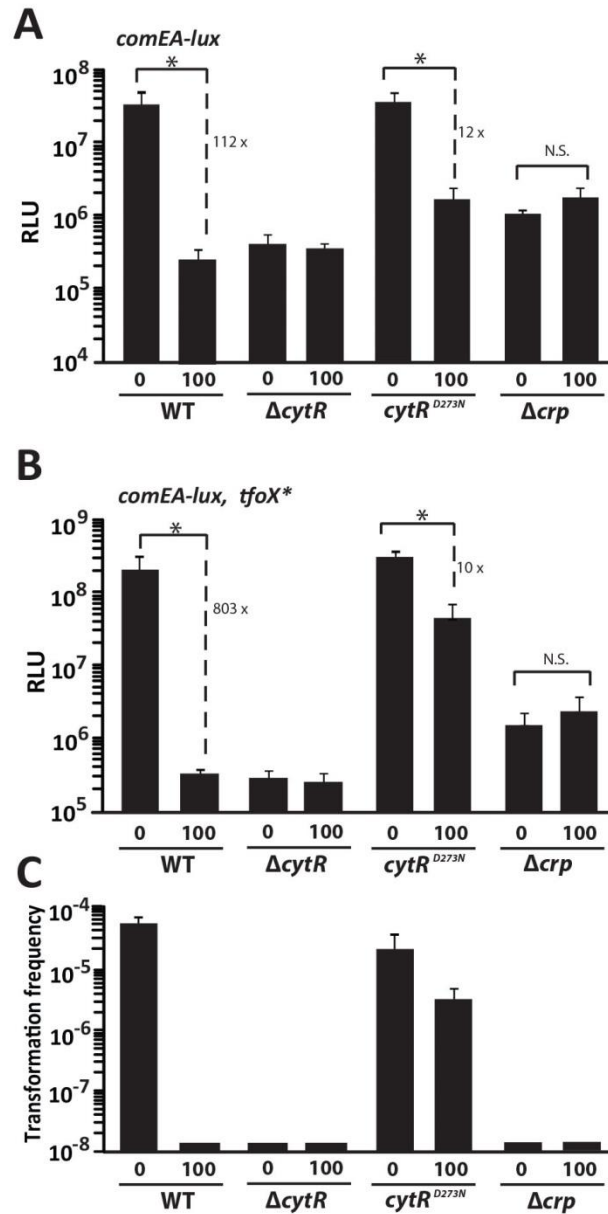 A
comEA-lux
RLU
10⁸
10⁷
10⁶
10⁵
10⁴
*
112 x
*
12 x
N.S.
0 100 0 100 0 100 0 100
WT ΔcytR cytR^D273N Δcrp
B
comEA-lux, tfoX*
RLU
10⁹
10⁸
10⁷
10⁶
10⁵
*
803 x
*
10 x
N.S.
0 100 0 100 0 100 0 100
WT ΔcytR cytR^D273N Δcrp
C
Transformation frequency
10⁻⁴
10⁻⁵
10⁻⁶
10⁻⁷
10⁻⁸
0 100 0 100 0 100 0 100
WT ΔcytR cytR^D273N Δcrp